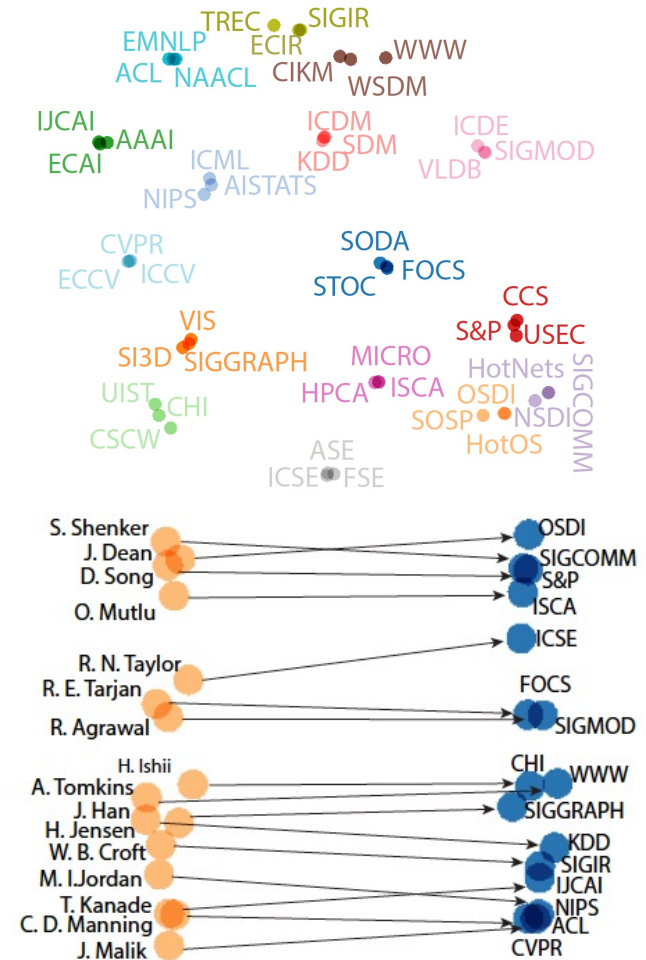 TREC
SIGIR
ECIR
EMNLP
ACL
NAACL
WWW
CIKM
WSDM
IJCAI
AAAI
ECAI
ICDM
SDM
KDD
ICDE
SIGMOD
VLDB
ICML
AISTATS
NIPS
CVPR
ECCV
ICCV
SODA
FOCS
STOC
CCS
S&P
USEC
VIS
SI3D
SIGGRAPH
MICRO
HPCA
ISCA
HotNets
SIGCOMM
OSDI
SOSP
NSDI
HotOS
UIST
CHI
CSCW
ASE
ICSE
FSE
S. Shenker
J. Dean
D. Song
O. Mutlu
OSDI
SIGCOMM
S&P
ISCA
R. N. Taylor
R. E. Tarjan
R. Agrawal
ICSE
FOCS
SIGMOD
H. Ishii
A. Tomkins
J. Han
H. Jensen
W. B. Croft
M. I.Jordan
T. Kanade
C. D. Manning
J. Malik
CHI
WWW
SIGGRAPH
KDD
SIGIR
IJCAI
NIPS
ACL
CVPR